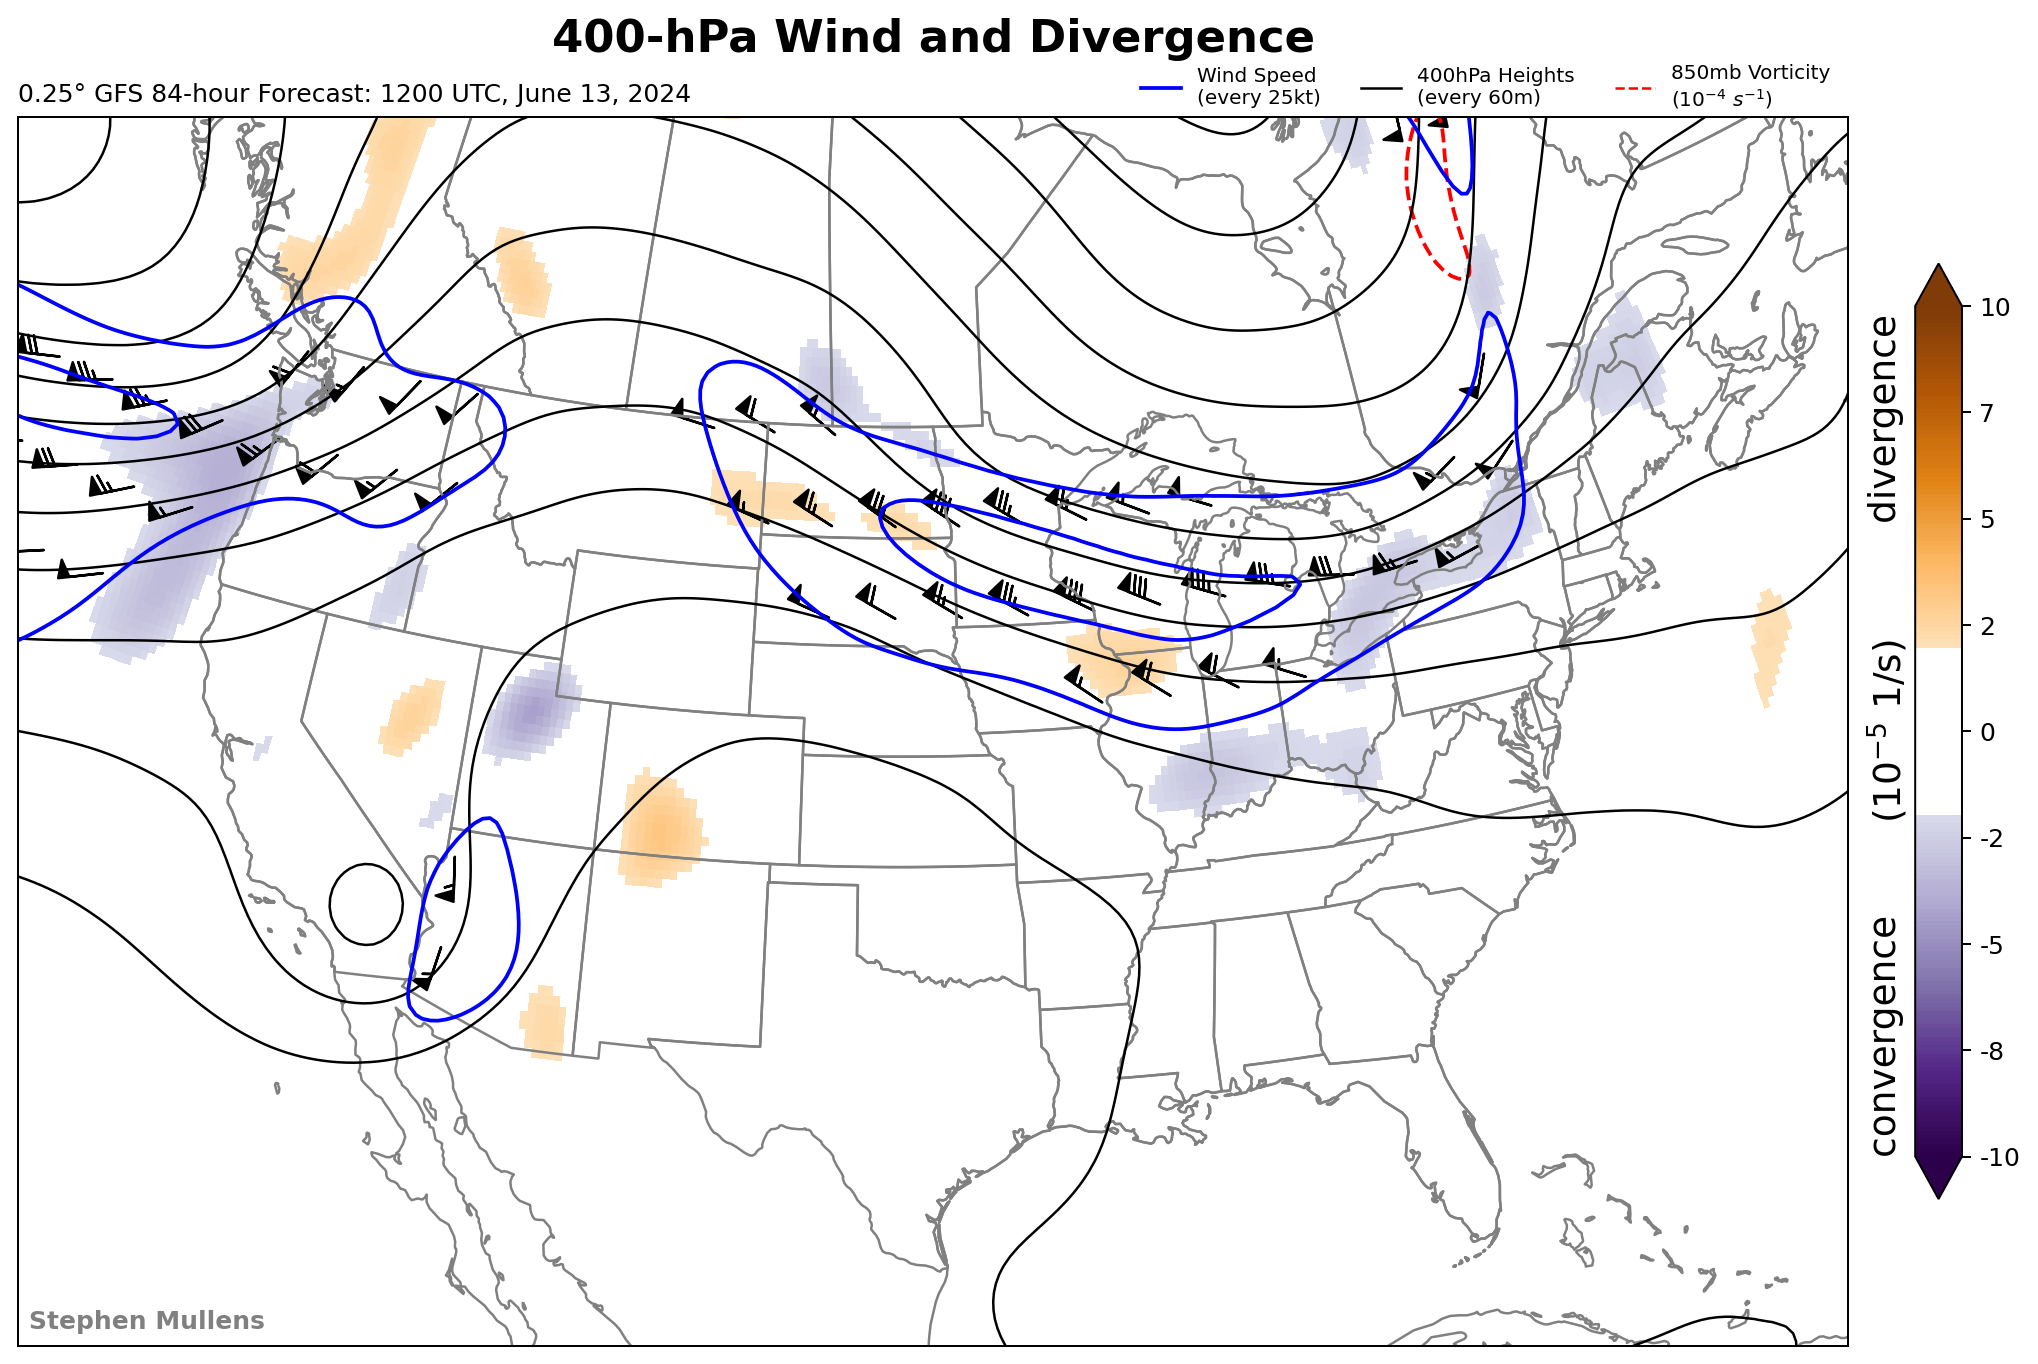 400-hPa Wind and Divergence
0.25° GFS 84-hour Forecast: 1200 UTC, June 13, 2024
Wind Speed
(every 25kt)
400hPa Heights
(every 60m)
850mb Vorticity
(10⁻⁴ s⁻¹)
10
7
5
2
0
-2
-5
-8
-10
convergence (10⁻⁵ 1/s) divergence
Stephen Mullens